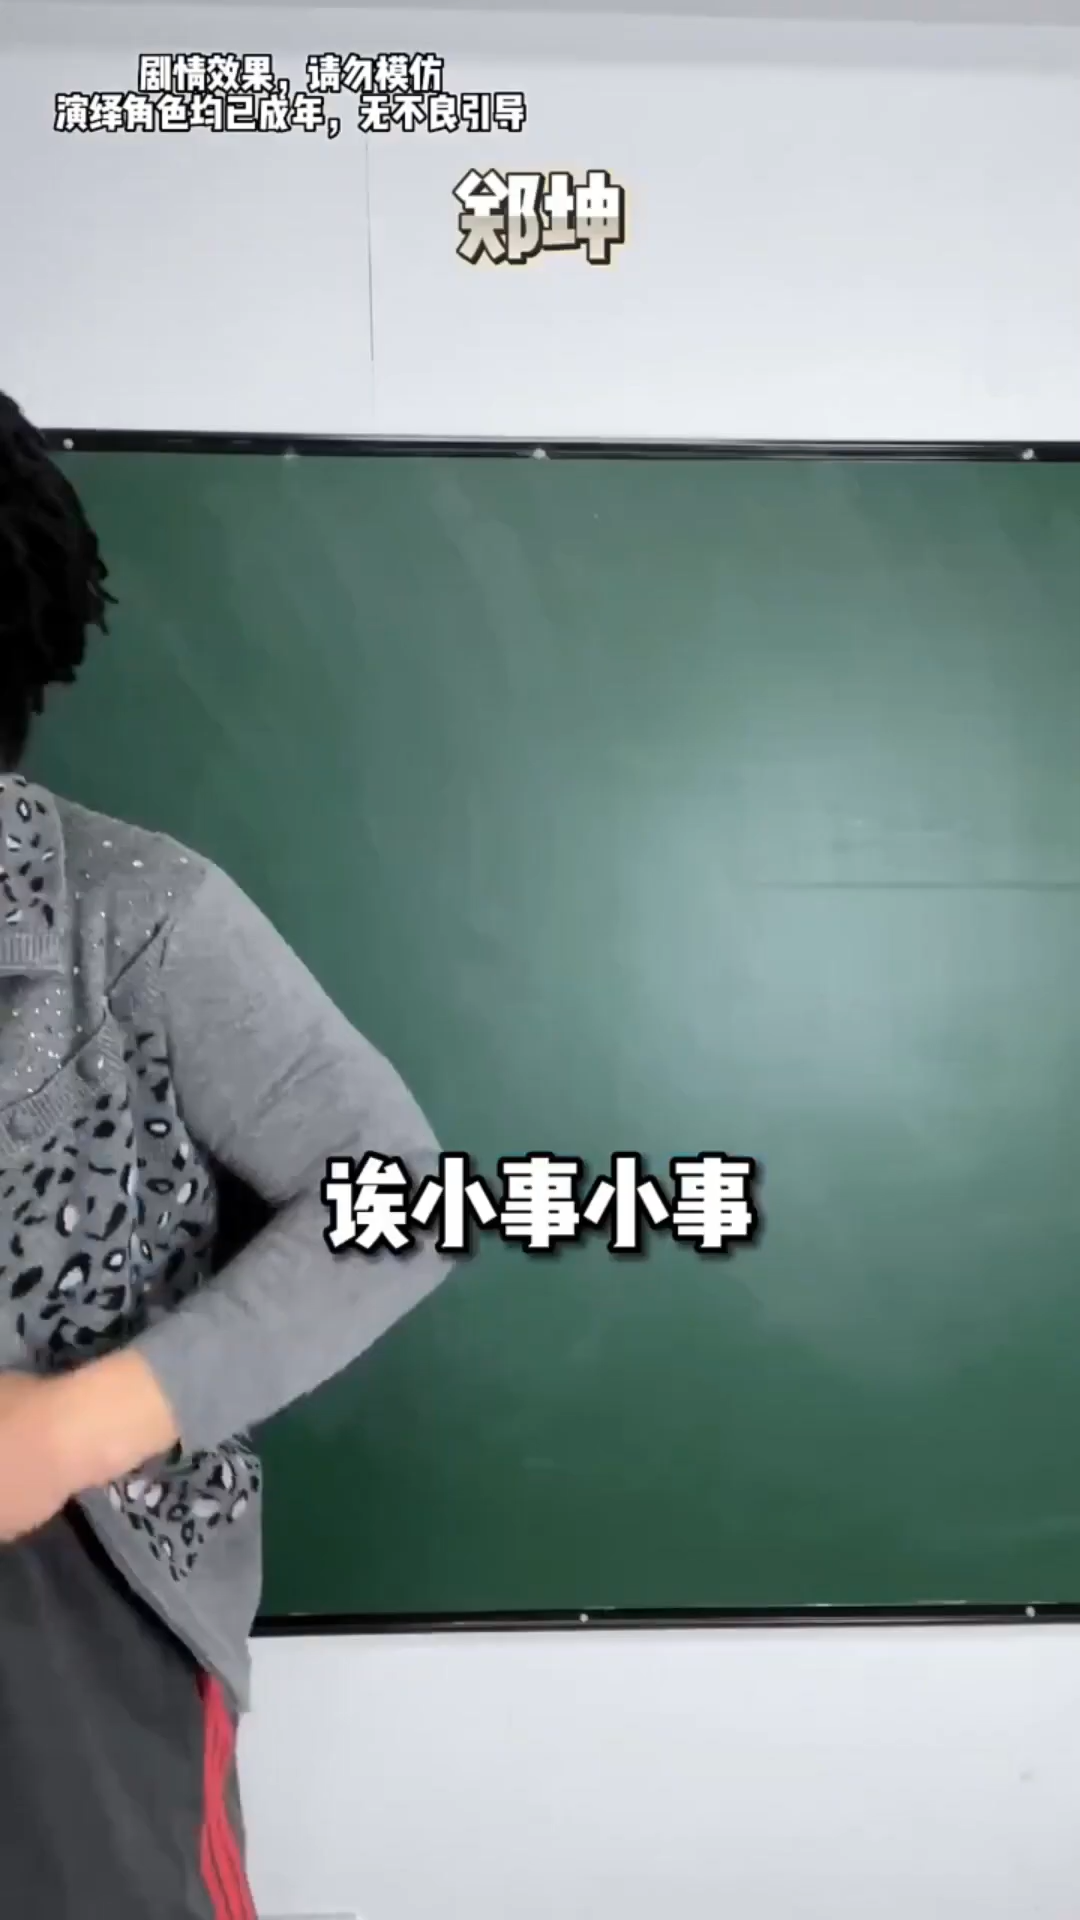 剧情效果，请勿模仿
演绎角色均已成年，无不良引导
郑坤
诶小事小事